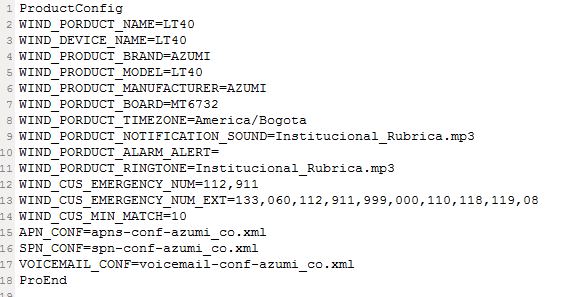 1 ProductConfig
2 WIND_PORDUCT_NAME=LT40
3 WIND_DEVICE_NAME=LT40
4 WIND_PRODUCT_BRAND=AZUMI
5 WIND_PRODUCT_MODEL=LT40
6 WIND_PORDUCT_MANUFACTURER=AZUMI
7 WIND_PORDUCT_BOARD=MT6732
8 WIND_PORDUCT_TIMEZONE=America/Bogota
9 WIND_PORDUCT_NOTIFICATION_SOUND=Institucional_Rubrica.mp3
10 WIND_PORDUCT_ALARM_ALERT=
11 WIND_PORDUCT_RINGTONE=Institucional_Rubrica.mp3
12 WIND_CUS_EMERGENCY_NUM=112,911
13 WIND_CUS_EMERGENCY_NUM_EXT=133,060,112,911,999,000,110,118,119,08
14 WIND_CUS_MIN_MATCH=10
15 APN_CONF=apns-conf-azumi_co.xml
16 SPN_CONF=spn-conf-azumi_co.xml
17 VOICEMAIL_CONF=voicemail-conf-azumi_co.xml
18 ProEnd
19